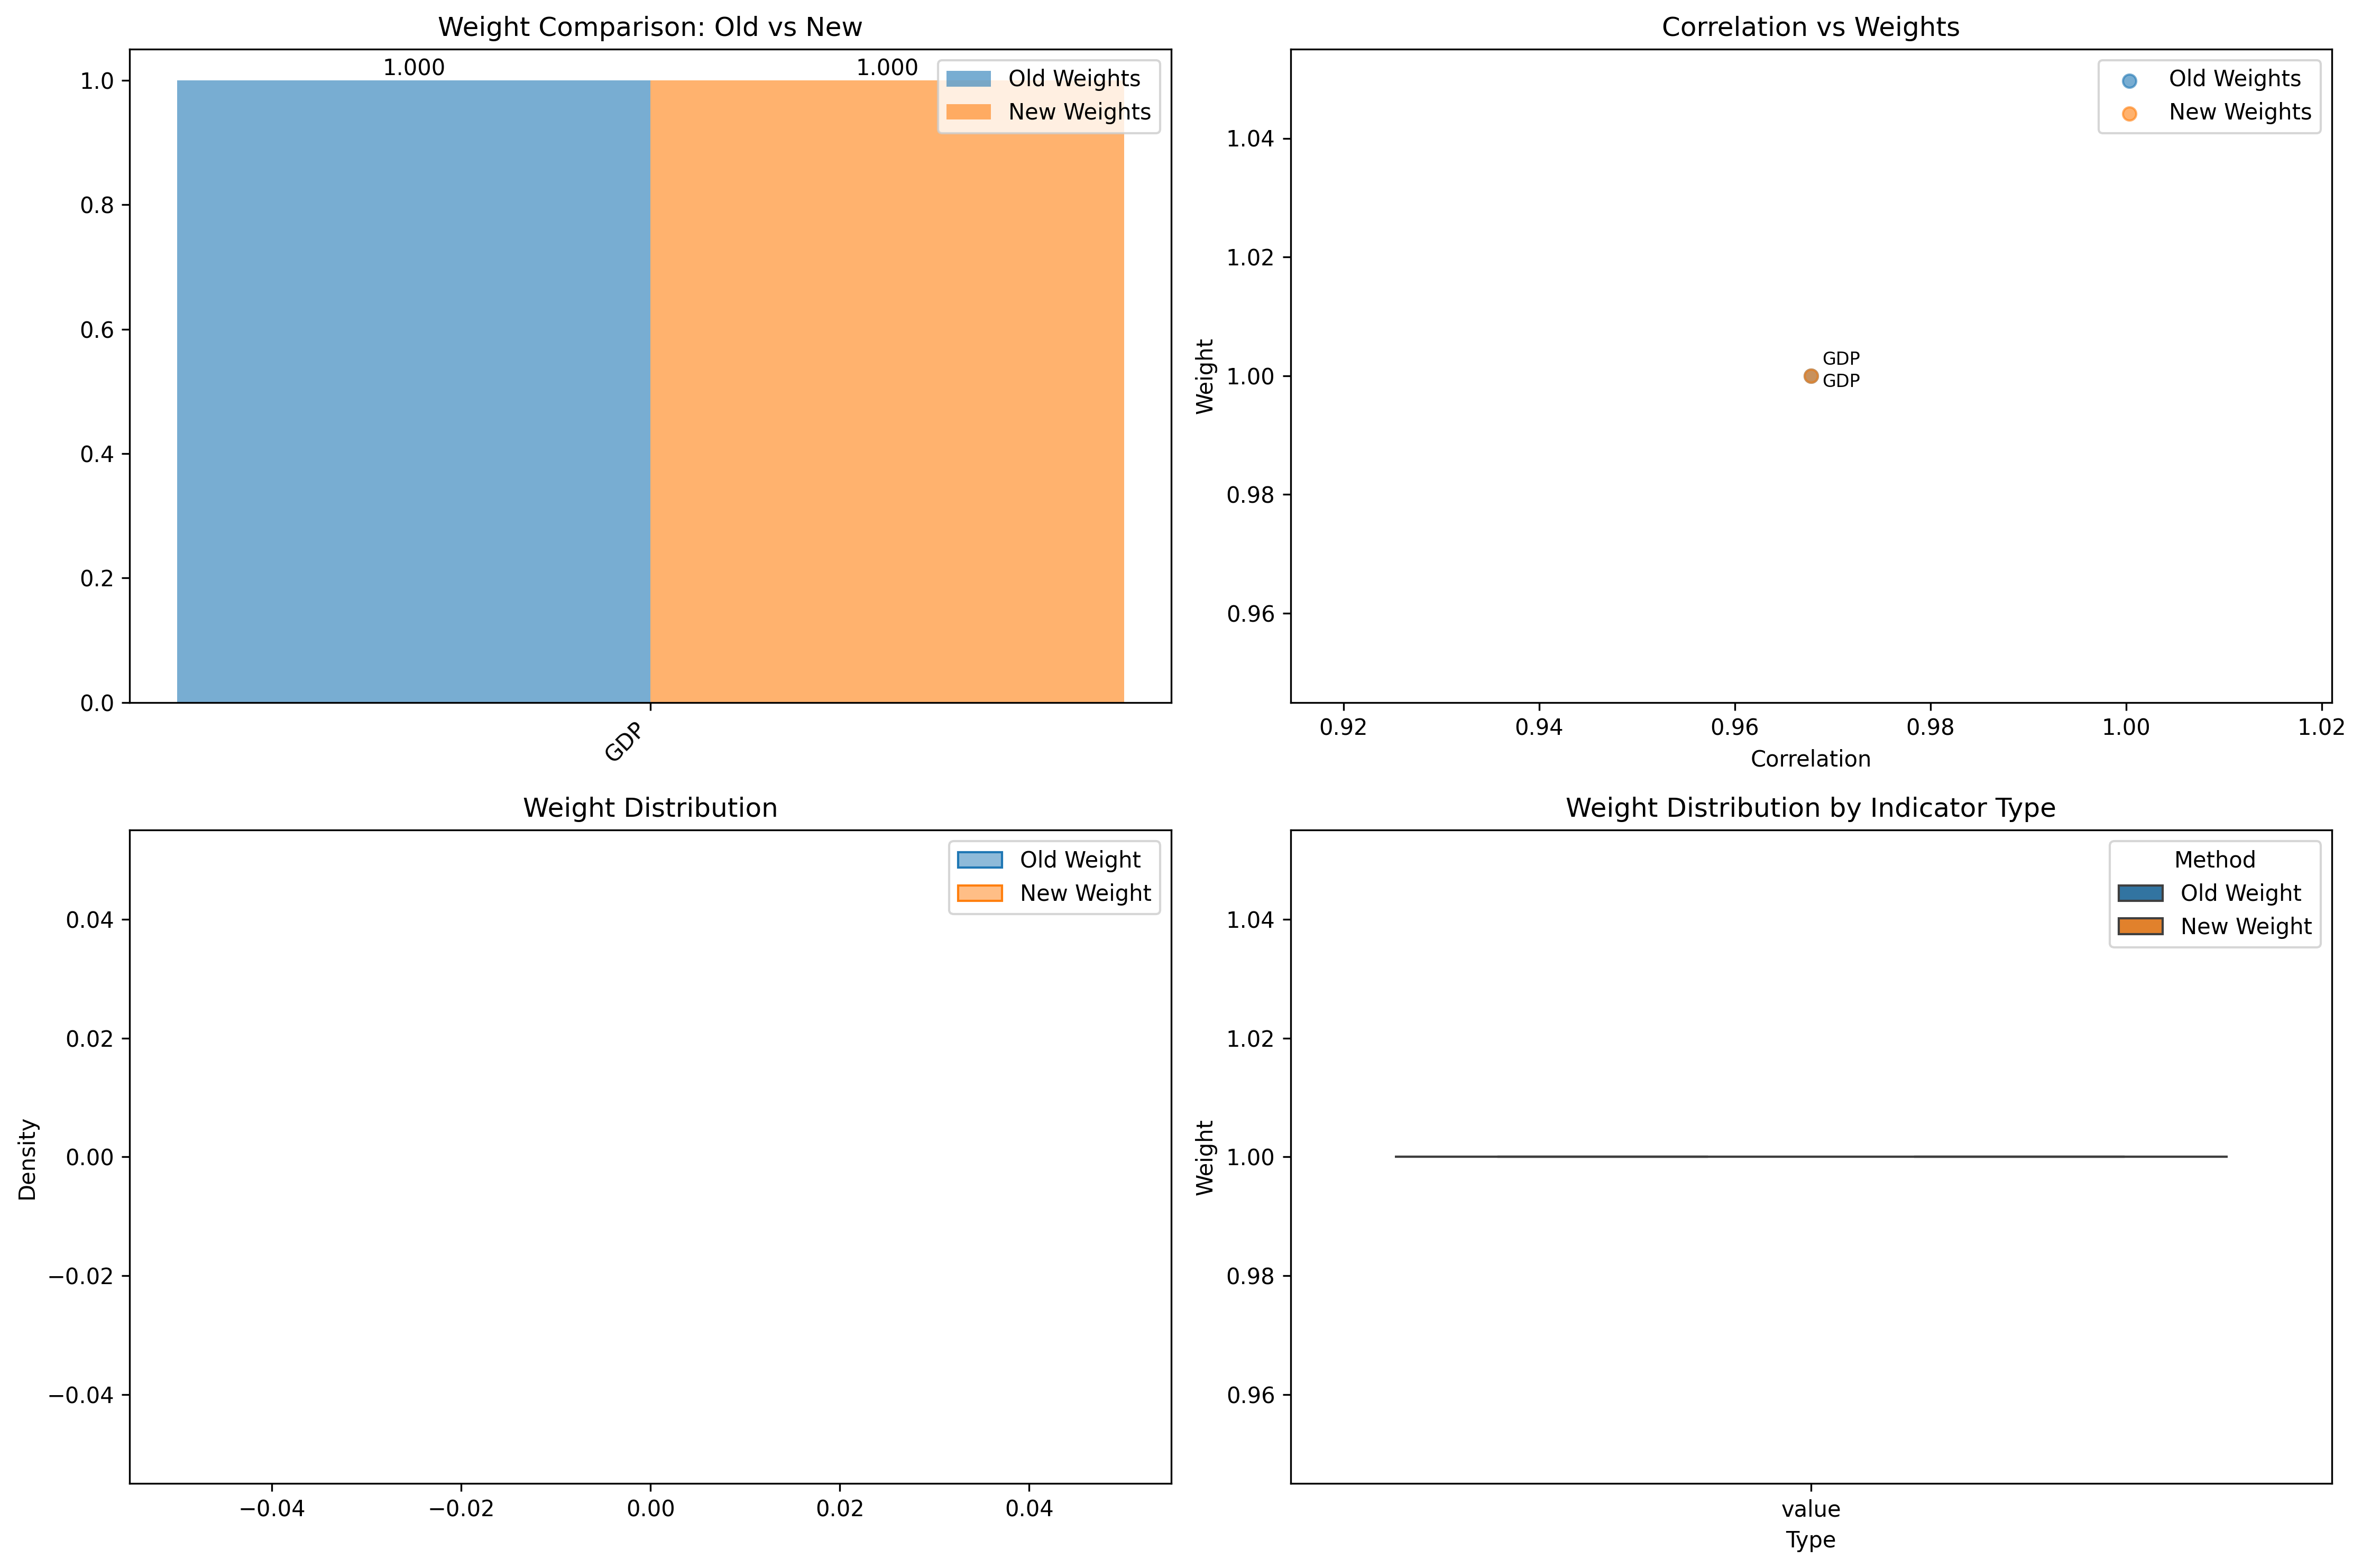 Weight Comparison: Old vs New
1.000
1.000
Old Weights
New Weights
1.0
0.8
0.6
0.4
0.2
0.0
GDP
Correlation vs Weights
Old Weights
New Weights
1.04
1.02
1.00
0.98
0.96
Weight
GDP
GDP
0.92 0.94 0.96 0.98 1.00 1.02
Correlation
Weight Distribution
Old Weight
New Weight
0.04
0.02
0.00
−0.02
−0.04
Density
−0.04 −0.02 0.00 0.02 0.04
Weight Distribution by Indicator Type
Method
Old Weight
New Weight
1.04
1.02
1.00
0.98
0.96
Weight
value
Type